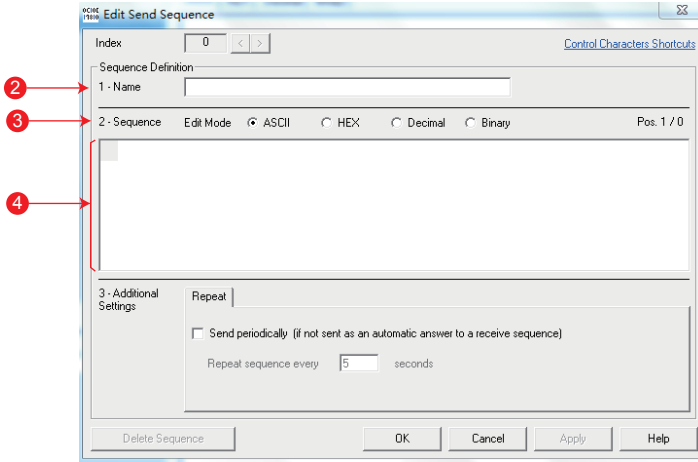 Edit Send Sequence
Index 0 < > Control Characters Shortcuts
Sequence Definition
2 1 - Name
3 2 - Sequence Edit Mode ASCII HEX Decimal Binary Pos. 1 / 0
4
3 - Additional Settings Repeat
Send periodically (if not sent as an automatic answer to a receive sequence)
Repeat sequence every 5 seconds
Delete Sequence OK Cancel Apply Help